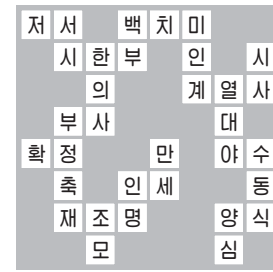 저 서 백 치 미
시 한 부 인 시
의 계 열 사
부 사 대
확 정 만 야 수
축 인 세 동
재 조 명 양 식
모 심